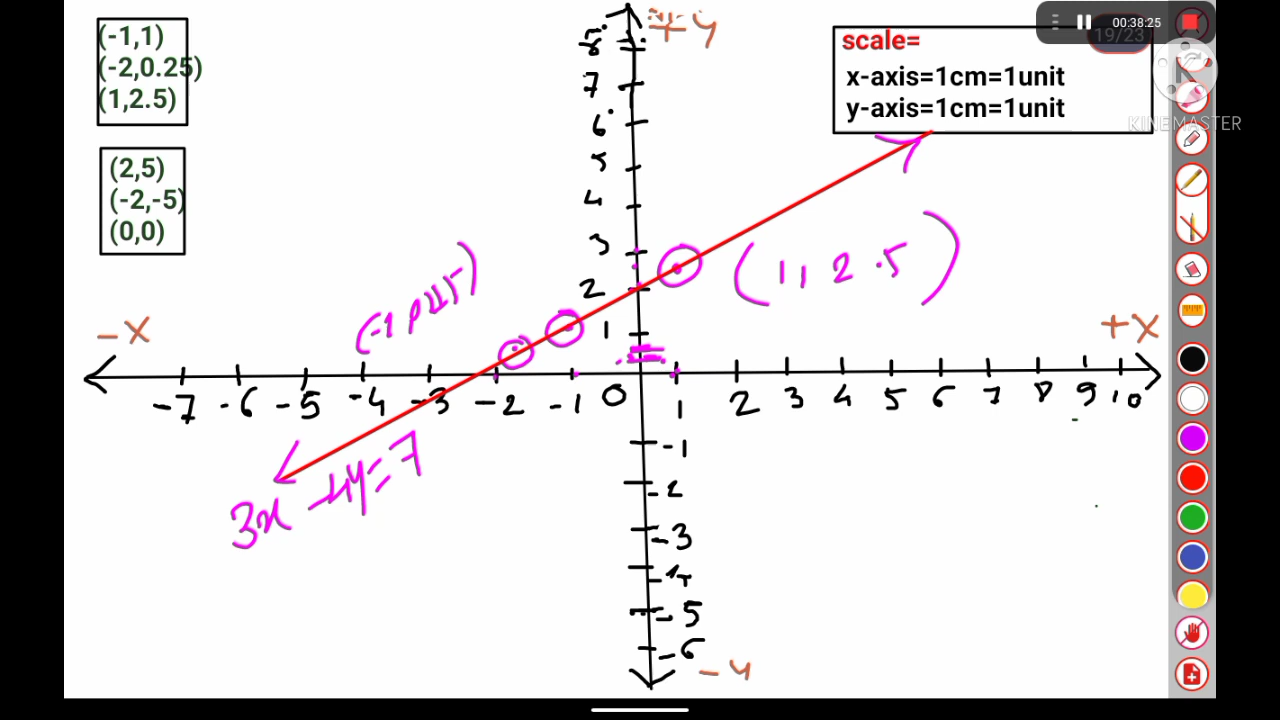 (-1,1)
(-2,0.25)
(1,2.5)
(2,5)
(-2,-5)
(0,0)
+y
00:38:25
19/23
scale=
x-axis=1cm=1unit
y-axis=1cm=1unit
KINEMASTER
8
7
6
5
4
3
2
1
(1, 2.5)
-X
+X
-7 -6 -5 -4 -3 -2 -1 0 1 2 3 4 5 6 7 8 9 10
3x-4y=7
-1
-2
-3
-4
-5
-6
-y